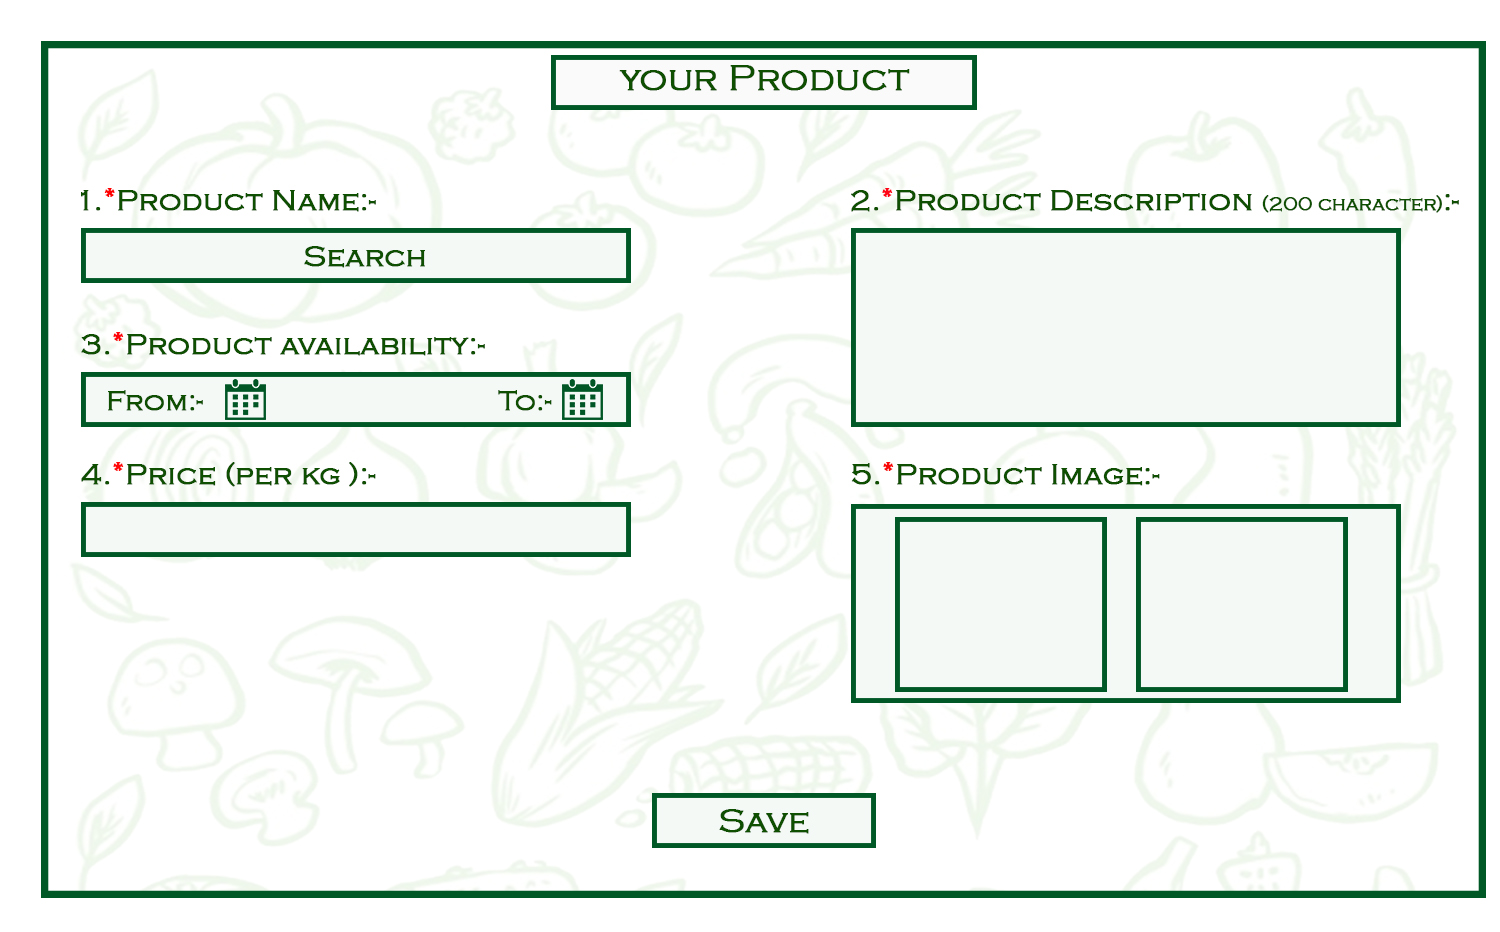 your Product
1.*Product Name:-
Search
2.*Product Description (200 character):-
3.*Product availability:-
From:- To:-
4.*Price (per kg ):-
5.*Product Image:-
Save